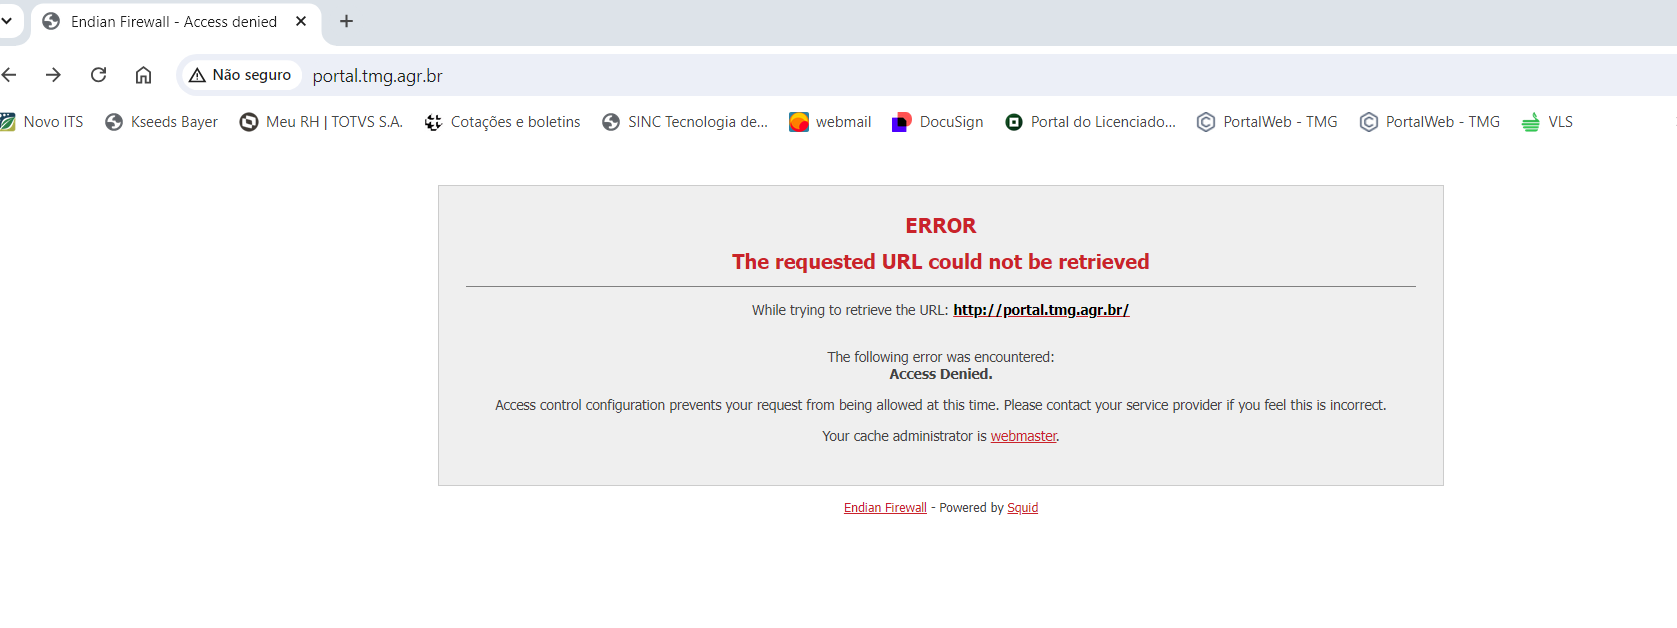 Endian Firewall - Access denied
Não seguro portal.tmg.agr.br
Novo ITS Kseeds Bayer Meu RH | TOTVS S.A. Cotações e boletins SINC Tecnologia de... webmail DocuSign Portal do Licenciado... PortalWeb - TMG PortalWeb - TMG VLS
ERROR
The requested URL could not be retrieved
While trying to retrieve the URL: http://portal.tmg.agr.br/
The following error was encountered:
Access Denied.
Access control configuration prevents your request from being allowed at this time. Please contact your service provider if you feel this is incorrect.
Your cache administrator is webmaster.
Endian Firewall - Powered by Squid